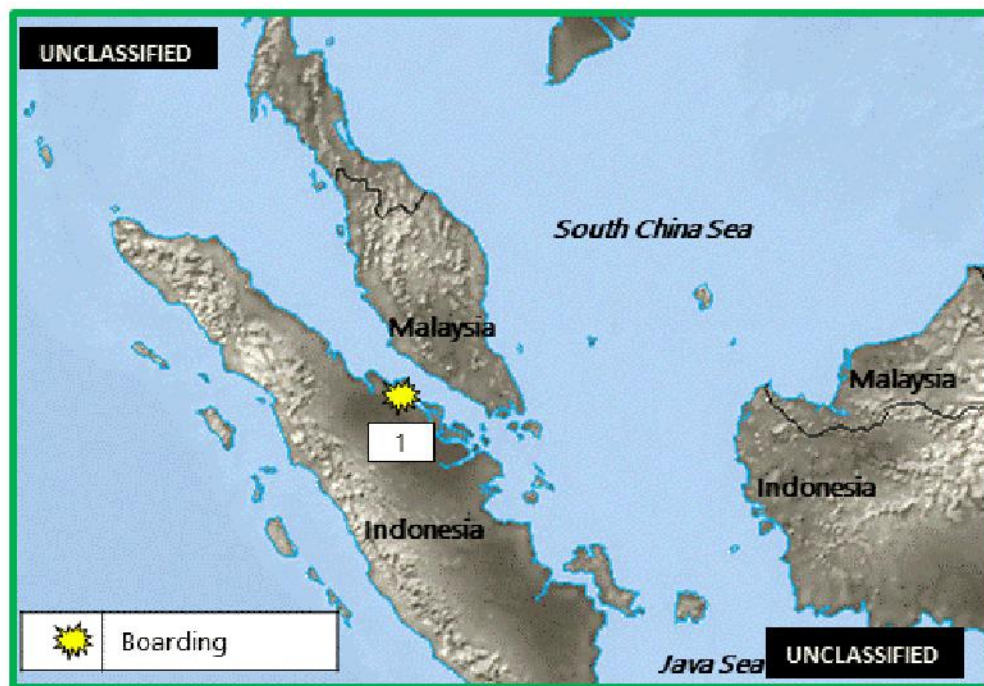 UNCLASSIFIED
South China Sea
Malaysia
Malaysia
1
Indonesia
Indonesia
Boarding
Java Sea
UNCLASSIFIED